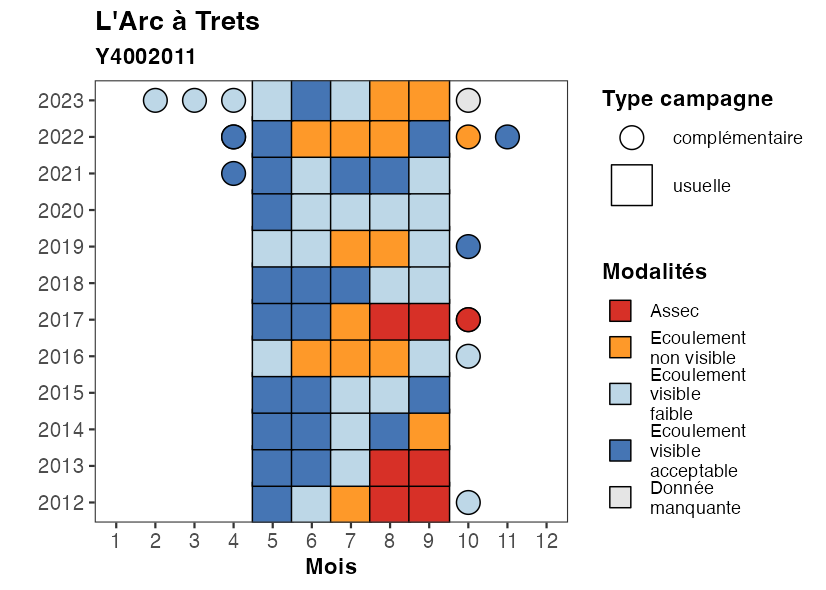 L'Arc à Trets
Y4002011
2023
2022
2021
2020
2019
2018
2017
2016
2015
2014
2013
2012
1 2 3 4 5 6 7 8 9 10 11 12
Mois
Type campagne
complémentaire
usuelle
Modalités
Assec
Ecoulement
non visible
Ecoulement
visible
faible
Ecoulement
visible
acceptable
Donnée
manquante